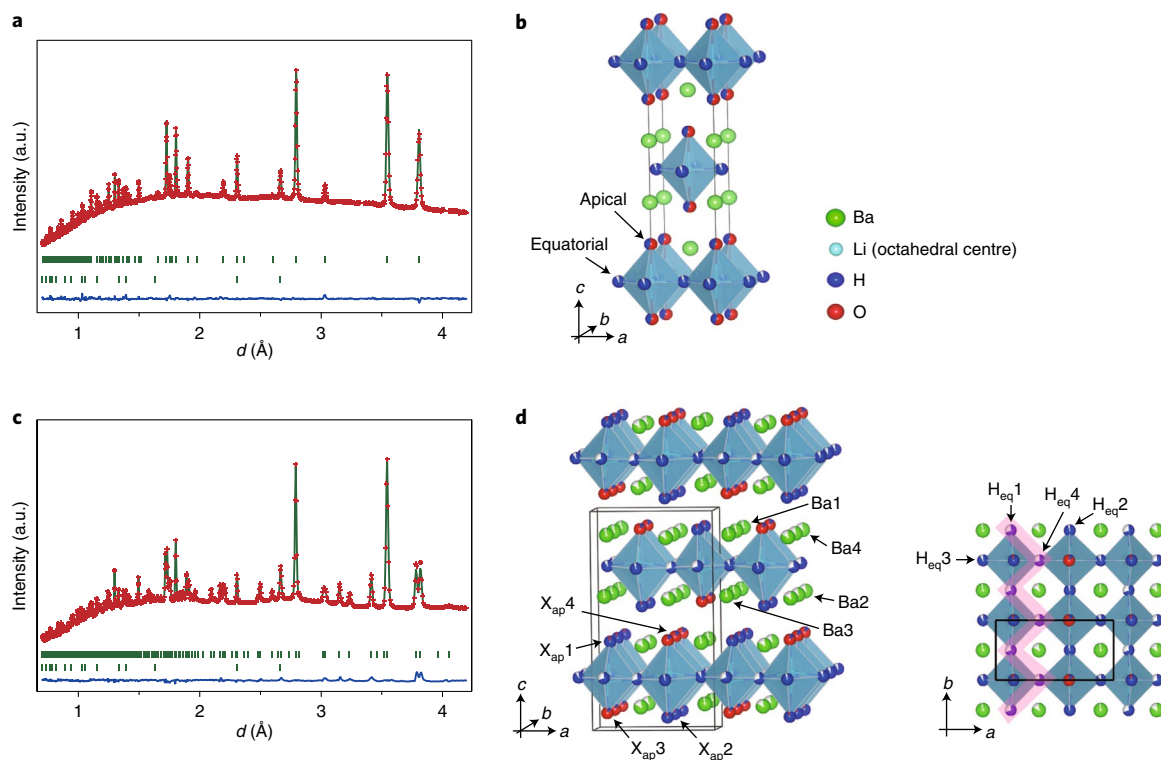 a
Intensity (a.u.)
1
2
3
4
d (Å)
b
Apical
Equatorial
c
b
a
Ba
Li (octahedral centre)
H
O
c
Intensity (a.u.)
1
2
3
4
d (Å)
d
Ba1
Ba4
Ba2
Ba3
Xap4
Xap1
Xap3
Xap2
c
b
a
Heq1
Heq4
Heq2
Heq3
b
a